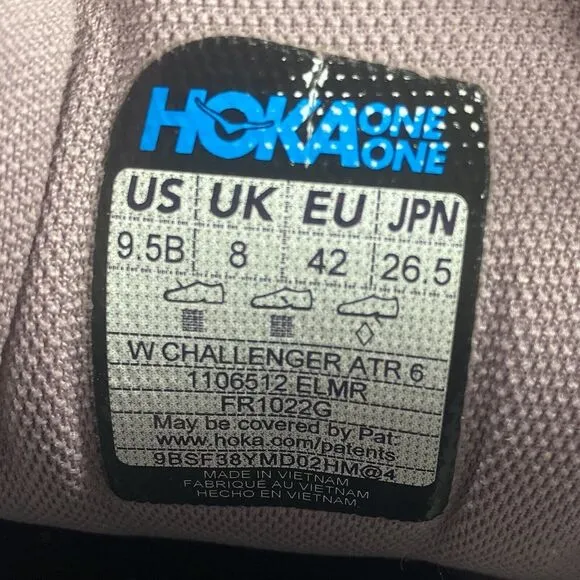 HOKA ONE ONE
US UK EU JPN
9.5B 8 42 26.5
W CHALLENGER ATR 6
1106512 ELMR
FR1022G
May be covered by Pat:
www.hoka.com/patents
9BSF38YMD02HM@4
MADE IN VIETNAM
FABRIQUÉ AU VIETNAM
HECHO EN VIETNAM